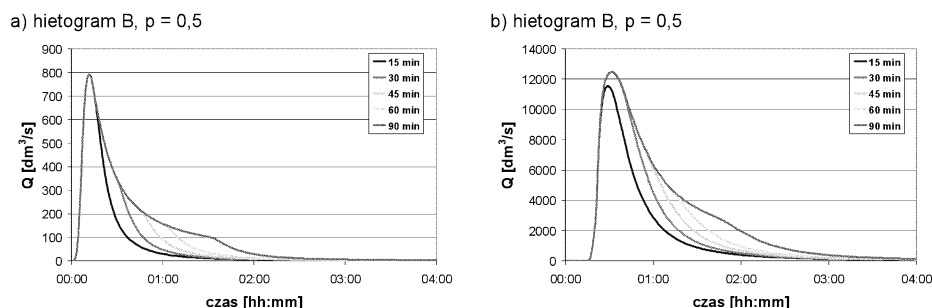 a) hietogram B, p = 0,5
900
800
700
600
500
400
300
200
100
0
Q [dm³/s]
00:00 01:00 02:00 03:00 04:00
czas [hh:mm]
15 min
30 min
45 min
60 min
90 min
b) hietogram B, p = 0,5
14000
12000
10000
8000
6000
4000
2000
0
Q [dm³/s]
00:00 01:00 02:00 03:00 04:00
czas [hh:mm]
15 min
30 min
45 min
60 min
90 min